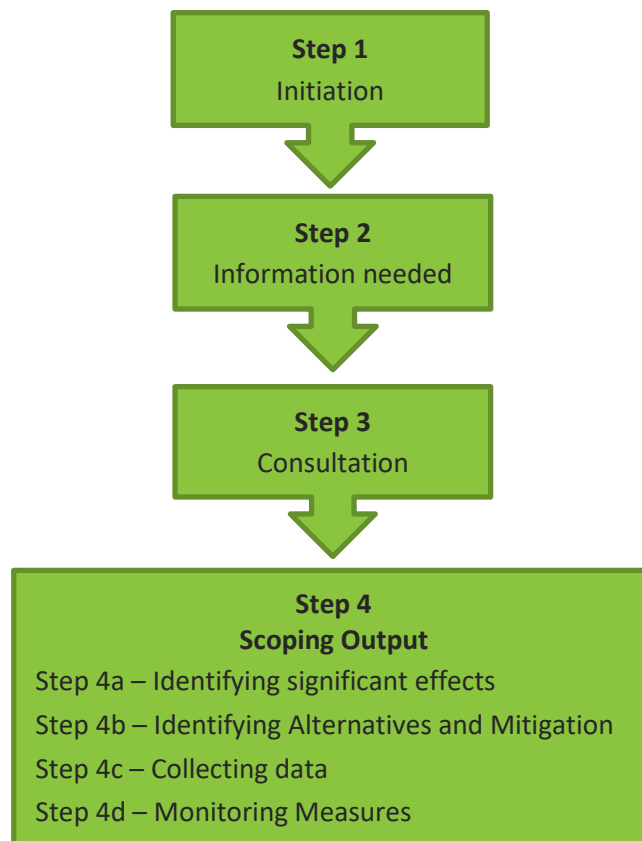 Step 1
Initiation
Step 2
Information needed
Step 3
Consultation
Step 4
Scoping Output
Step 4a – Identifying significant effects
Step 4b – Identifying Alternatives and Mitigation
Step 4c – Collecting data
Step 4d – Monitoring Measures